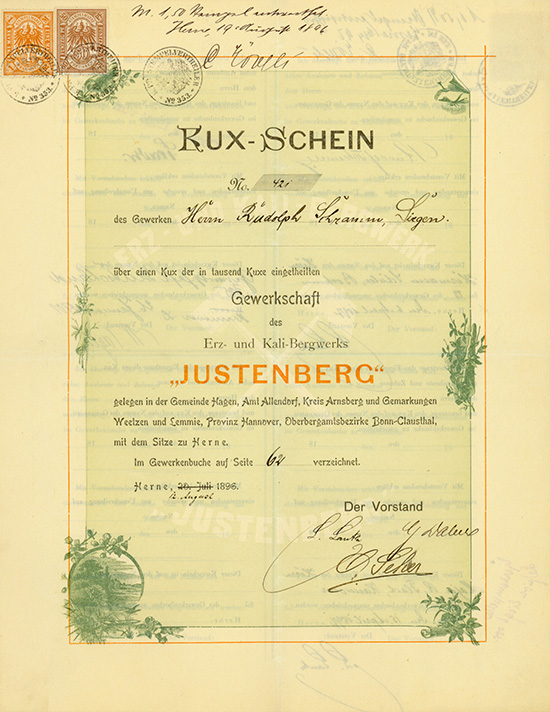 M. 1,50 Stempel entwerthet.
Herne, 19 August 1896
KUX-SCHEIN
No. 421
des Gewerken Herrn Rudolph Schramm, Siegen.
über einen Kux der in tausend Kuxe eingetheilten
Gewerkschaft
des
Erz- und Kali-Bergwerks
„JUSTENBERG“
gelegen in der Gemeinde Hagen, Amt Allendorf, Kreis Arnsberg und Gemarkungen
Weetzen und Lemmie, Provinz Hannover, Oberbergamtsbezirke Bonn-Clausthal,
mit dem Sitze zu Herne.
Im Gewerkenbuche auf Seite 62 verzeichnet.
Herne, 20. Juli 1896.
12. August
Der Vorstand
"JUSTENBERG"